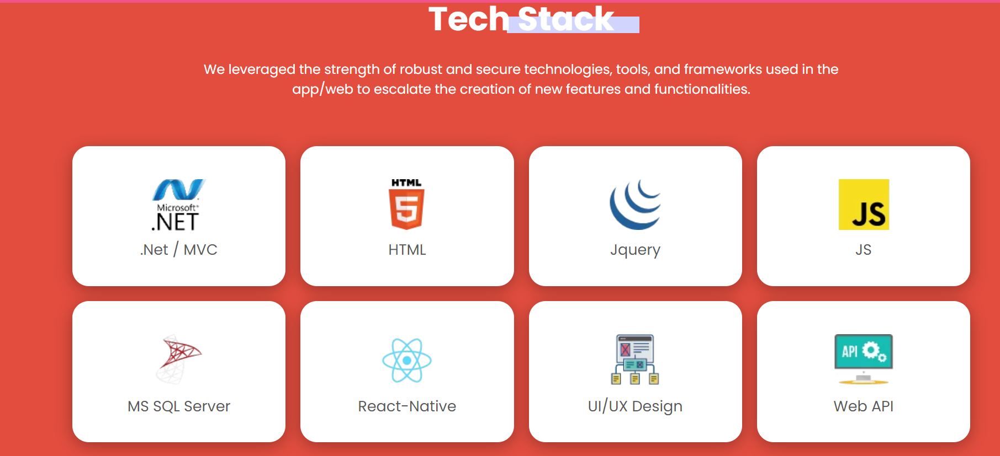 Tech Stack
We leveraged the strength of robust and secure technologies, tools, and frameworks used in the
app/web to escalate the creation of new features and functionalities.
Microsoft®
.NET
.Net / MVC
HTML
5
HTML
Jquery
JS
JS
MS SQL Server
React-Native
UI/UX Design
API
Web API